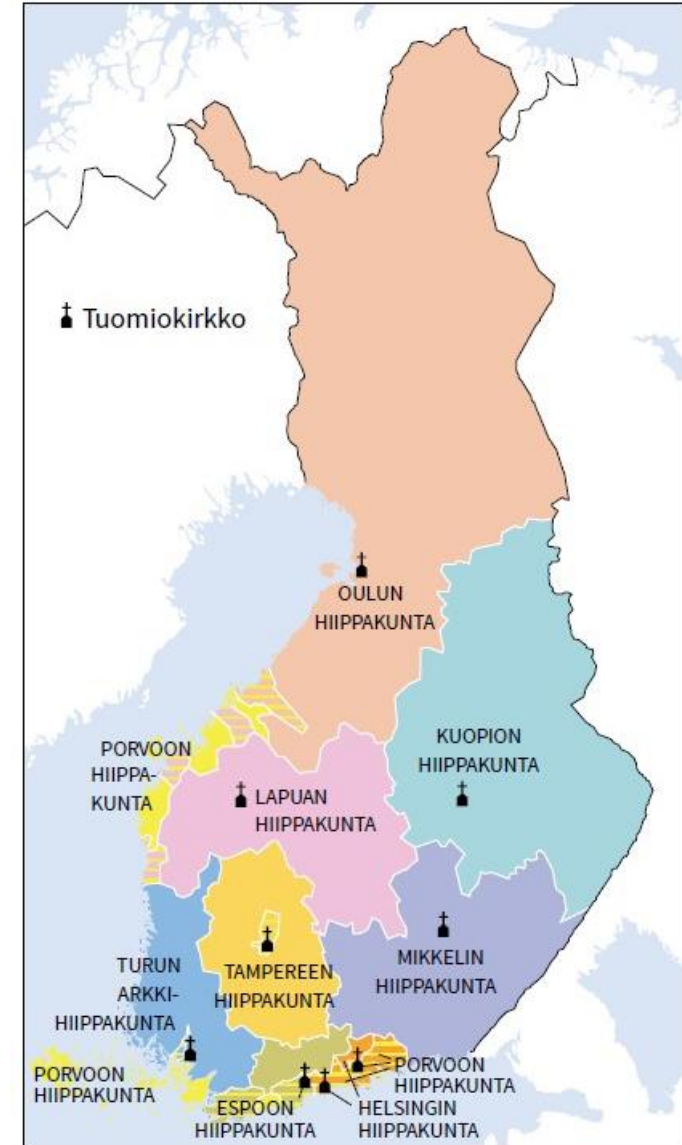 Tuomiokirkko
OULUN
HIIPPAKUNTA
PORVOON
HIIPPA-
KUNTA
KUOPION
HIIPPAKUNTA
LAPUAN
HIIPPAKUNTA
TURUN
ARKKI-
HIIPPAKUNTA
TAMPEREEN
HIIPPAKUNTA
MIKKELIN
HIIPPAKUNTA
PORVOON
HIIPPAKUNTA
ESPOON
HIIPPAKUNTA
HELSINGIN
HIIPPAKUNTA
PORVOON
HIIPPAKUNTA